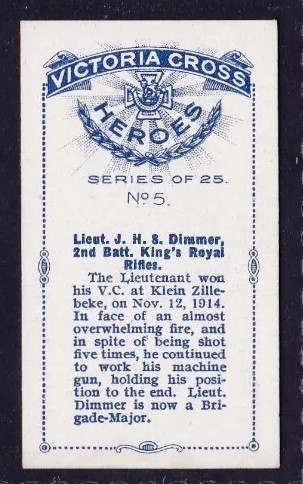 VICTORIA CROSS
HEROES
SERIES OF 25.
No 5.
Lieut. J. H. S. Dimmer,
2nd Batt. King's Royal
Rifles.
The Lieutenant won
his V.C. at Klein Zille-
beke, on Nov. 12, 1914.
In face of an almost
overwhelming fire, and
in spite of being shot
five times, he continued
to work his machine
gun, holding his posi-
tion to the end. Lieut.
Dimmer is now a Bri-
gade-Major.